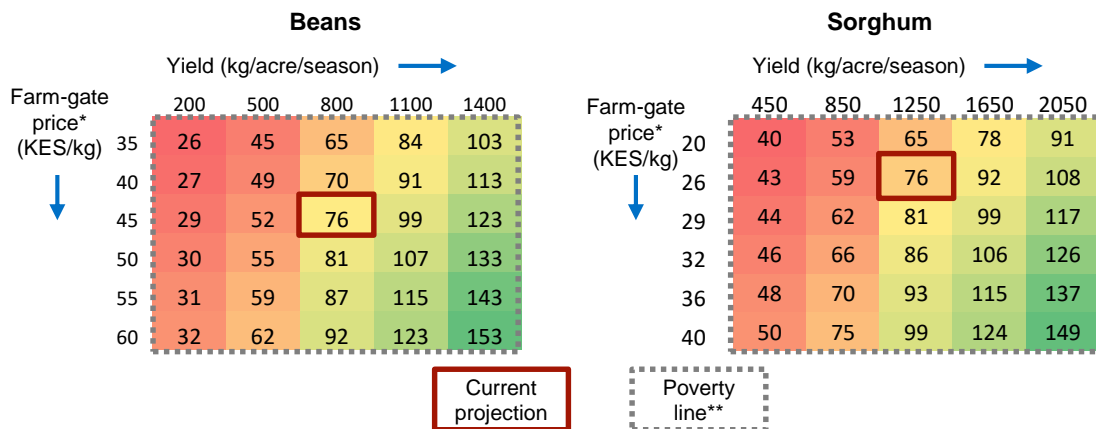 Beans
Yield (kg/acre/season)
Farm-gate
price*
(KES/kg)
200 500 800 1100 1400
35 26 45 65 84 103
40 27 49 70 91 113
45 29 52 76 99 123
50 30 55 81 107 133
55 31 59 87 115 143
60 32 62 92 123 153
Sorghum
Yield (kg/acre/season)
Farm-gate
price*
(KES/kg)
450 850 1250 1650 2050
20 40 53 65 78 91
26 43 59 76 92 108
29 44 62 81 99 117
32 46 66 86 106 126
36 48 70 93 115 137
40 50 75 99 124 149
Current
projection
Poverty
line**